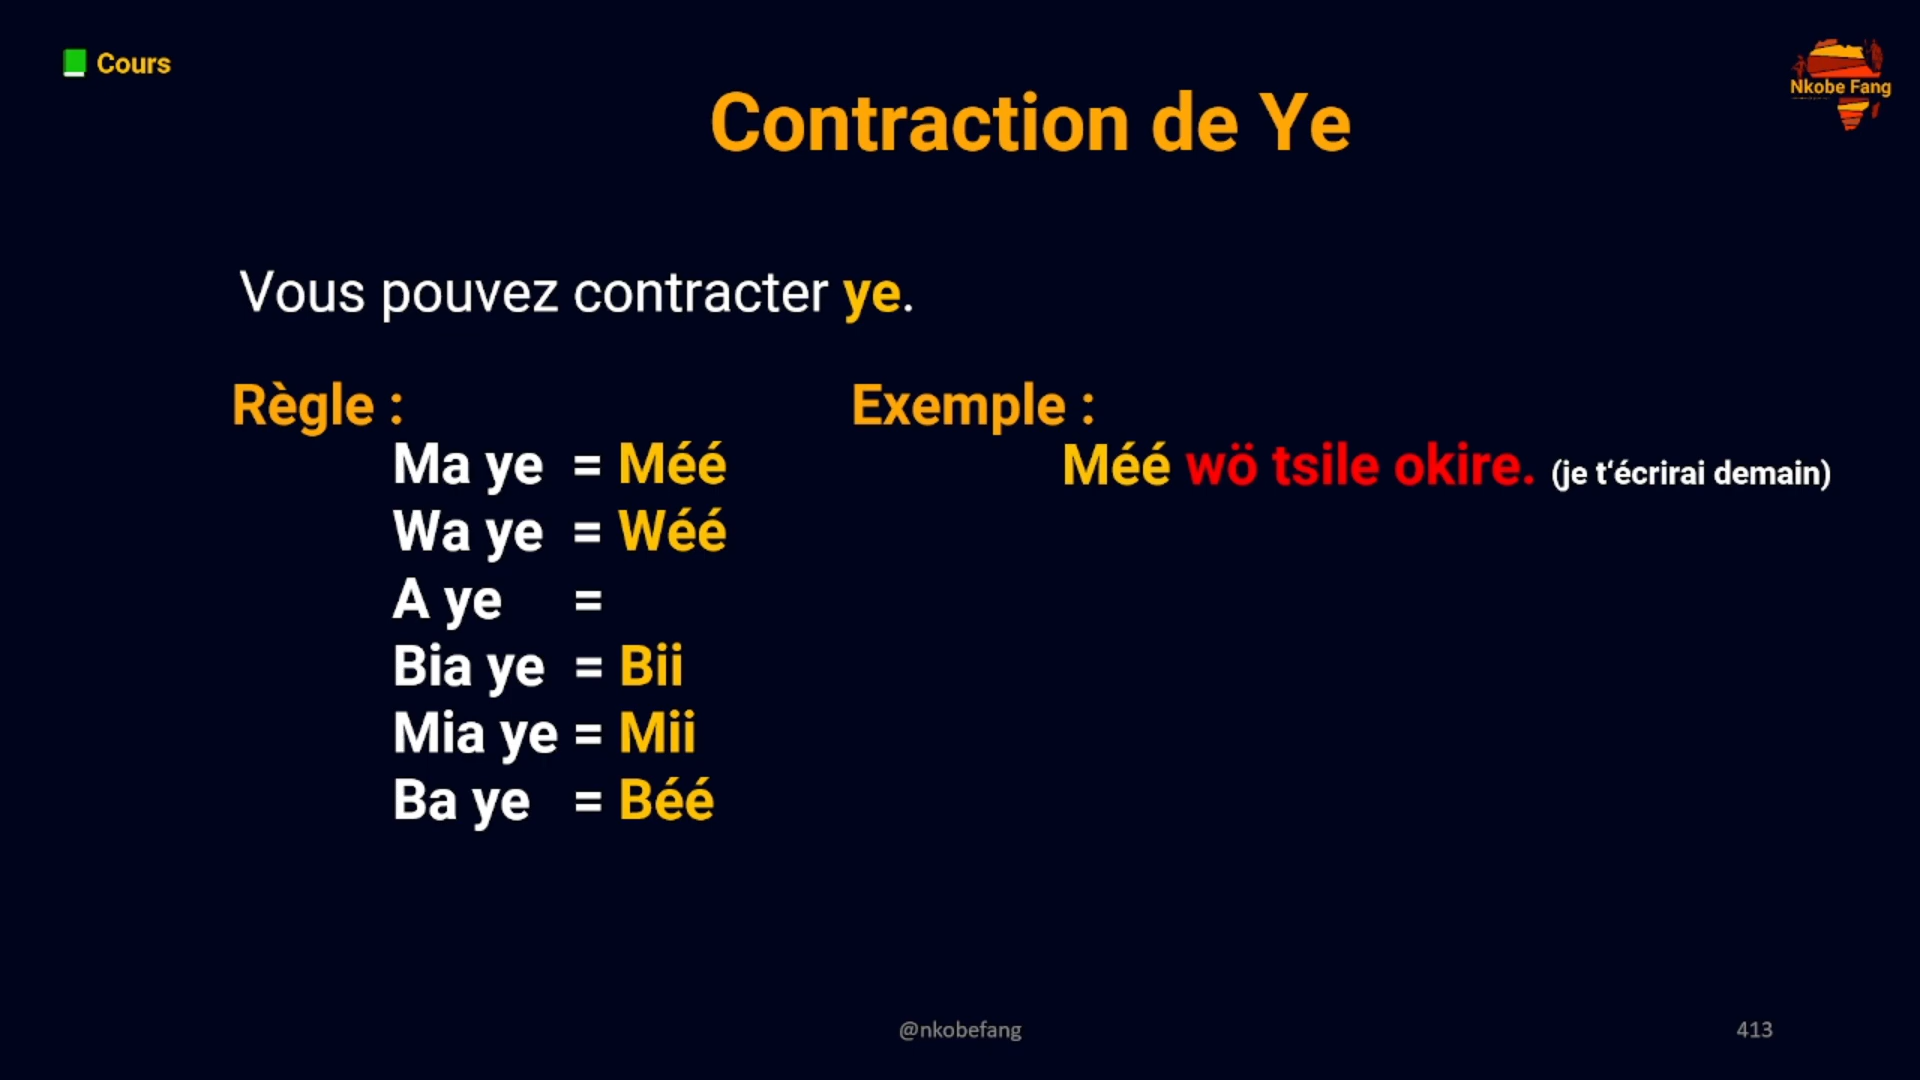 Cours
Nkobe Fang
Contraction de Ye
Vous pouvez contracter ye.
Règle :
Ma ye = Méé
Wa ye = Wéé
A ye =
Bia ye = Bii
Mia ye = Mii
Ba ye = Béé
Exemple :
Méé wö tsile okire. (je t‘écrirai demain)
@nkobefang
413